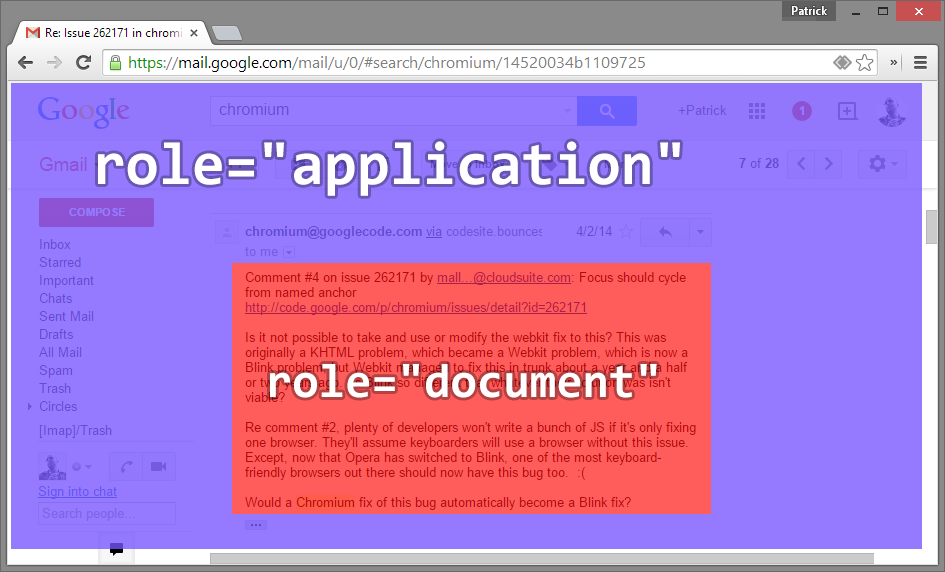 Patrick
Re: Issue 262171 in chromi
https://mail.google.com/mail/u/0/#search/chromium/14520034b1109725
Google
chromium
+Patrick
1
Gmail
role="application"
7 of 28
COMPOSE
Inbox
Starred
Important
Chats
Sent Mail
Drafts
All Mail
Spam
Trash
Circles
[Imap]/Trash
Sign into chat
Search people...
chromium@googlecode.com via codesite bounces
4/2/14
to me
Comment #4 on issue 262171 by mall...@cloudsuite.com: Focus should cycle
from named anchor
http://code.google.com/p/chromium/issues/detail?id=262171
Is it not possible to take and use or modify the webkit fix to this? This was
originally a KHTML problem, which became a Webkit problem, which is now a
Blink problem, but Webkit managed to fix this in trunk about a year and a half
role="document"
or two years ago. Blink so different that whatever solution was isn't
viable?
Re comment #2, plenty of developers won't write a bunch of JS if it's only fixing
one browser. They'll assume keyboarders will use a browser without this issue.
Except, now that Opera has switched to Blink, one of the most keyboard-
friendly browsers out there should now have this bug too. :(
Would a Chromium fix of this bug automatically become a Blink fix?